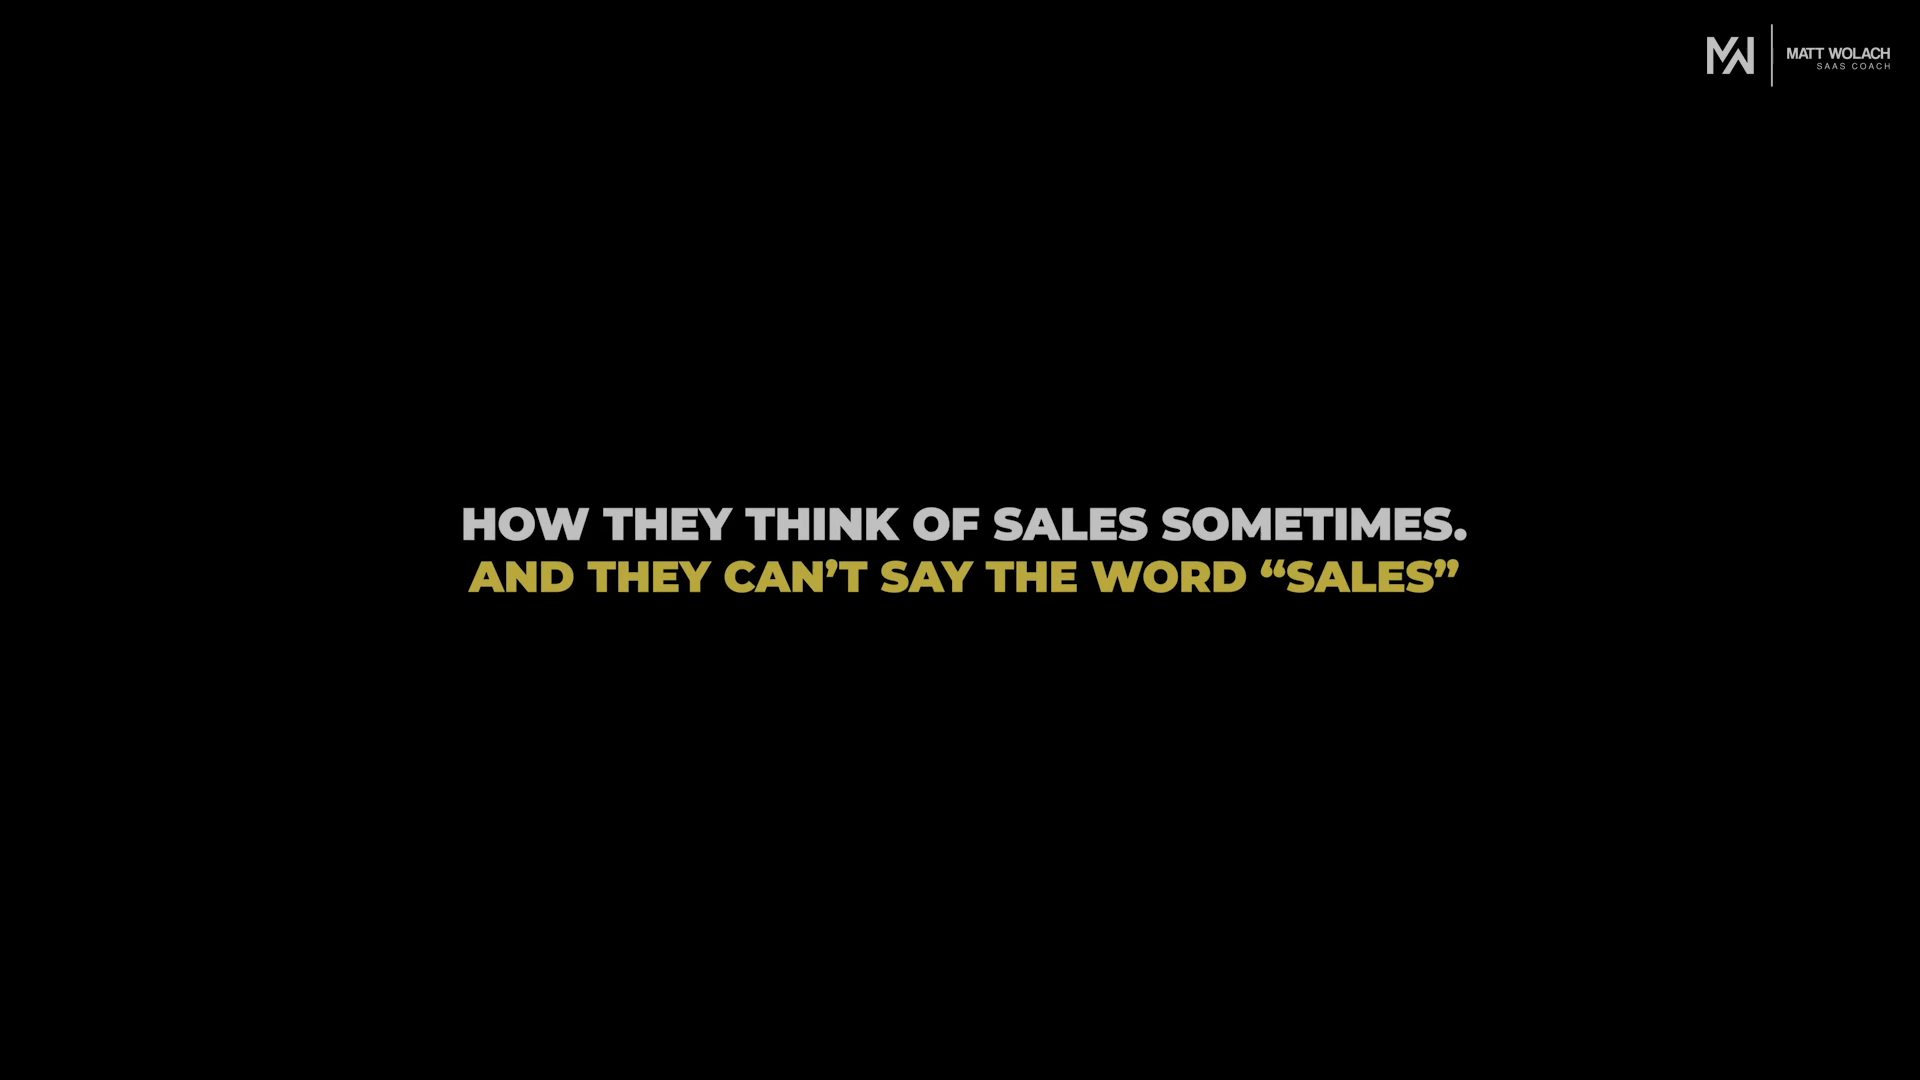 MATT WOLACH
SAAS COACH
HOW THEY THINK OF SALES SOMETIMES.
AND THEY CAN’T SAY THE WORD “SALES”